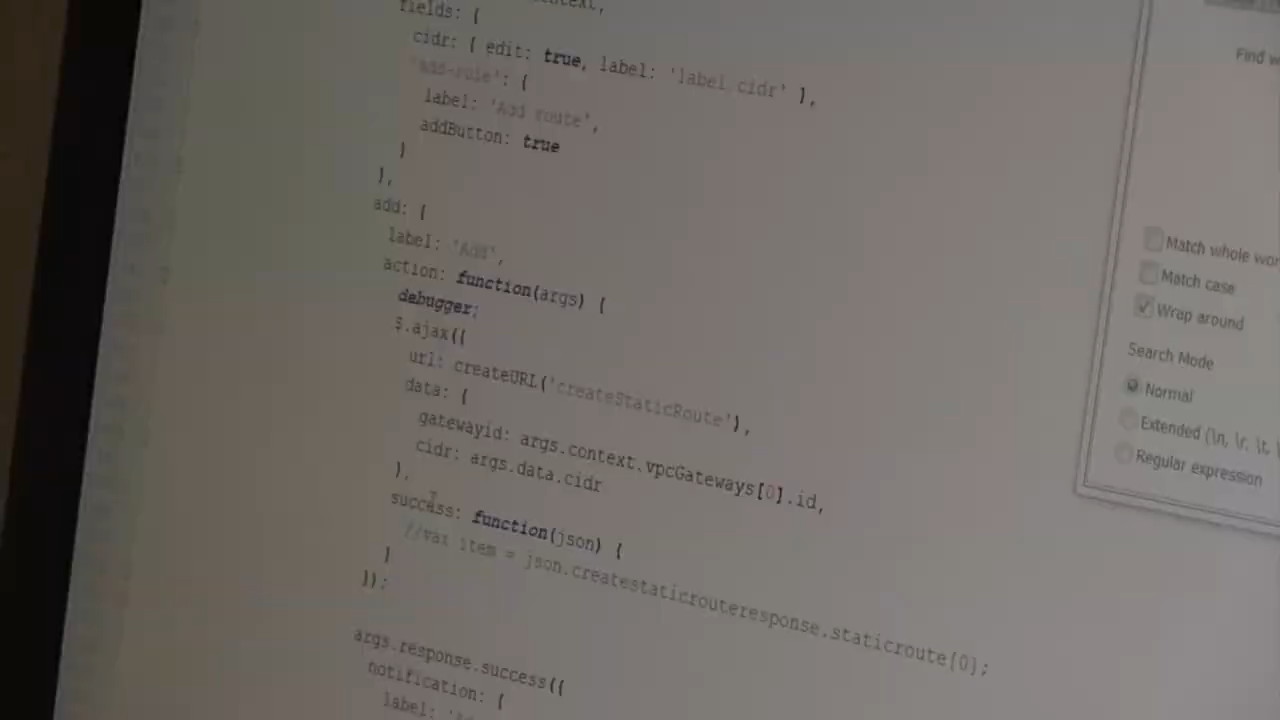 fields: {
cidr: { edit: true, label: 'label.cidr' },
'add-rule': {
label: 'Add route',
addButton: true
}
},
add: {
label: 'Add',
action: function(args) {
debugger;
$.ajax({
url: createURL('createStaticRoute'),
data: {
gatewayid: args.context.vpcGateways[0].id,
cidr: args.data.cidr
},
success: function(json) {
//var item = json.createstaticrouteresponse.staticroute[0];
}
});
args.response.success({
notification: {
label:
Find
Match whole
Match case
Wrap around
Search Mode
Normal
Extended (\n, \r, \t,
Regular expression